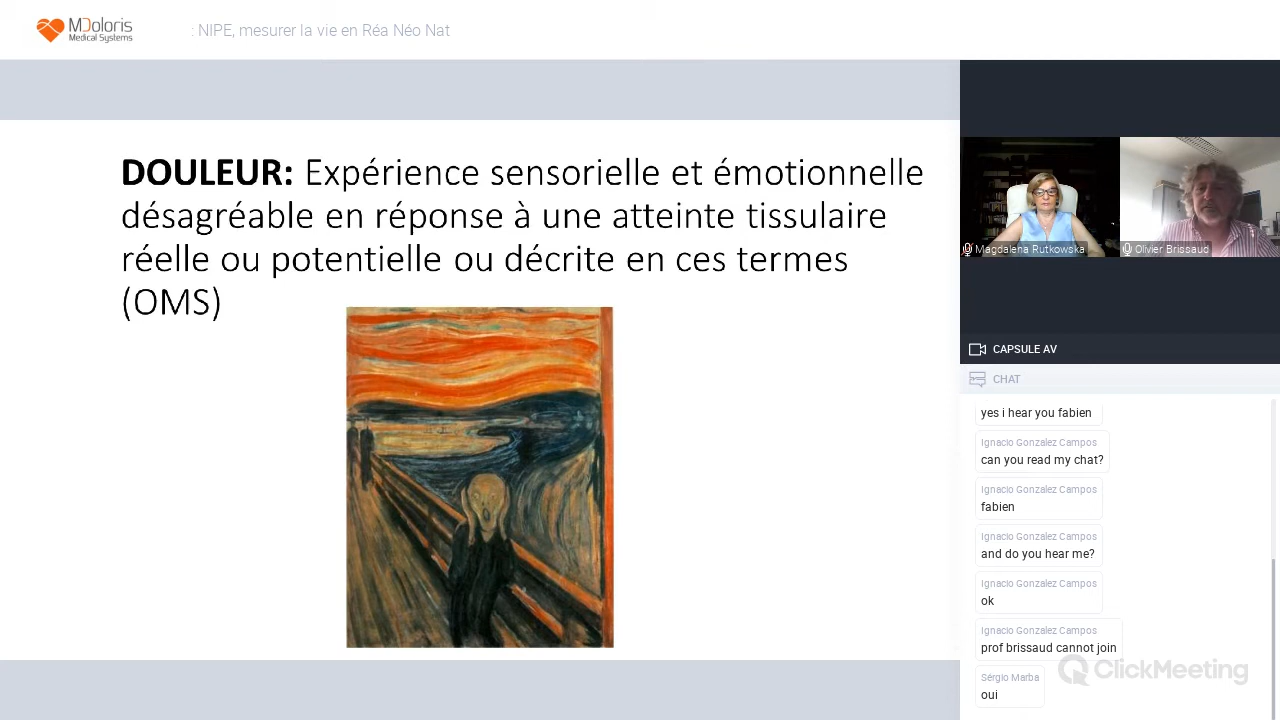 MDoloris
Medical Systems
: NIPE, mesurer la vie en Réa Néo Nat
DOULEUR: Expérience sensorielle et émotionnelle
désagréable en réponse à une atteinte tissulaire
réelle ou potentielle ou décrite en ces termes
(OMS)
Magdalena Rutkowska
Olivier Brissaud
CAPSULE AV
CHAT
yes i hear you fabien
Ignacio Gonzalez Campos
can you read my chat?
Ignacio Gonzalez Campos
fabien
Ignacio Gonzalez Campos
and do you hear me?
Ignacio Gonzalez Campos
ok
Ignacio Gonzalez Campos
prof brissaud cannot join
Sérgio Marba
oui
ClickMeeting